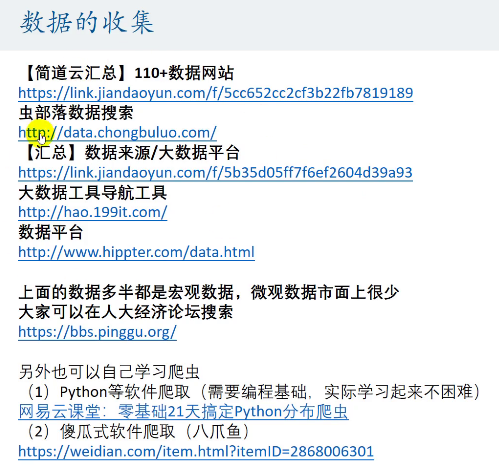 数据的收集
【简道云汇总】110+数据网站
https://link.jiandaoyun.com/f/5cc652cc2cf3b22fb7819189
虫部落数据搜索
http://data.chongbuluo.com/
【汇总】数据来源/大数据平台
https://link.jiandaoyun.com/f/5b35d05ff7f6ef2604d39a93
大数据工具导航工具
http://hao.199it.com/
数据平台
http://www.hippter.com/data.html
上面的数据多半都是宏观数据，微观数据市面上很少
大家可以在人大经济论坛搜索
https://bbs.pinggu.org/
另外也可以自己学习爬虫
（1）Python等软件爬取（需要编程基础，实际学习起来不困难）
网易云课堂：零基础21天搞定Python分布爬虫
（2）傻瓜式软件爬取（八爪鱼）
https://weidian.com/item.html?itemID=2868006301